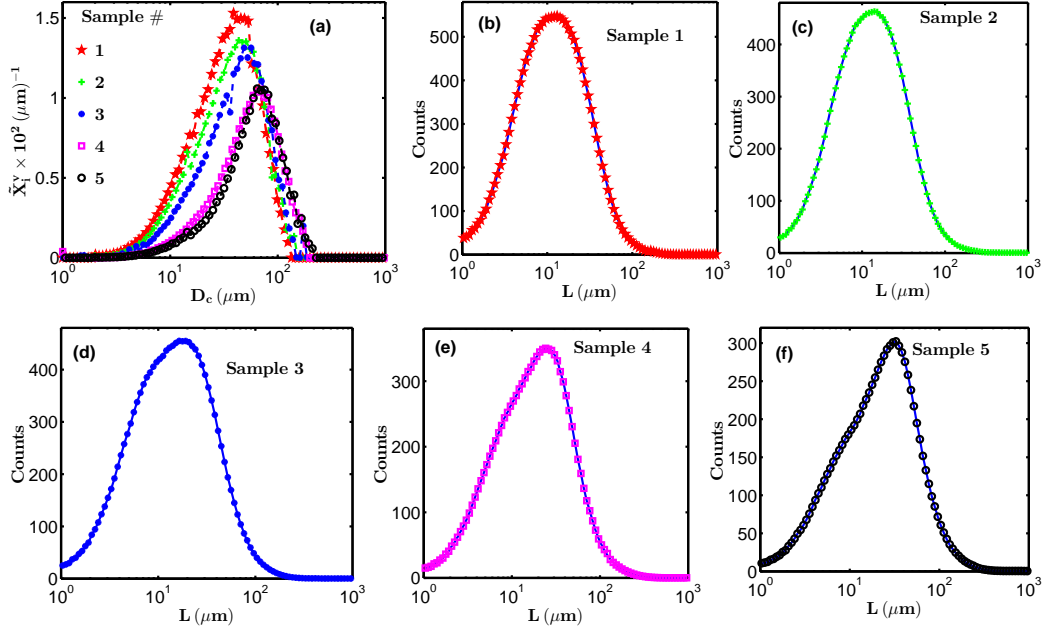 Sample #
1
2
3
4
5
(a)
1.5
1
0.5
0
X̃ᵢᵛ × 10² (μm)⁻¹
10⁰ 10¹ 10² 10³
D_c (μm)
(b)
Sample 1
500
400
300
200
100
0
Counts
10⁰ 10¹ 10² 10³
L (μm)
(c)
Sample 2
400
300
200
100
0
Counts
10⁰ 10¹ 10² 10³
L (μm)
(d)
Sample 3
400
300
200
100
0
Counts
10⁰ 10¹ 10² 10³
L (μm)
(e)
Sample 4
300
200
100
0
Counts
10⁰ 10¹ 10² 10³
L (μm)
(f)
Sample 5
300
250
200
150
100
50
0
Counts
10⁰ 10¹ 10² 10³
L (μm)